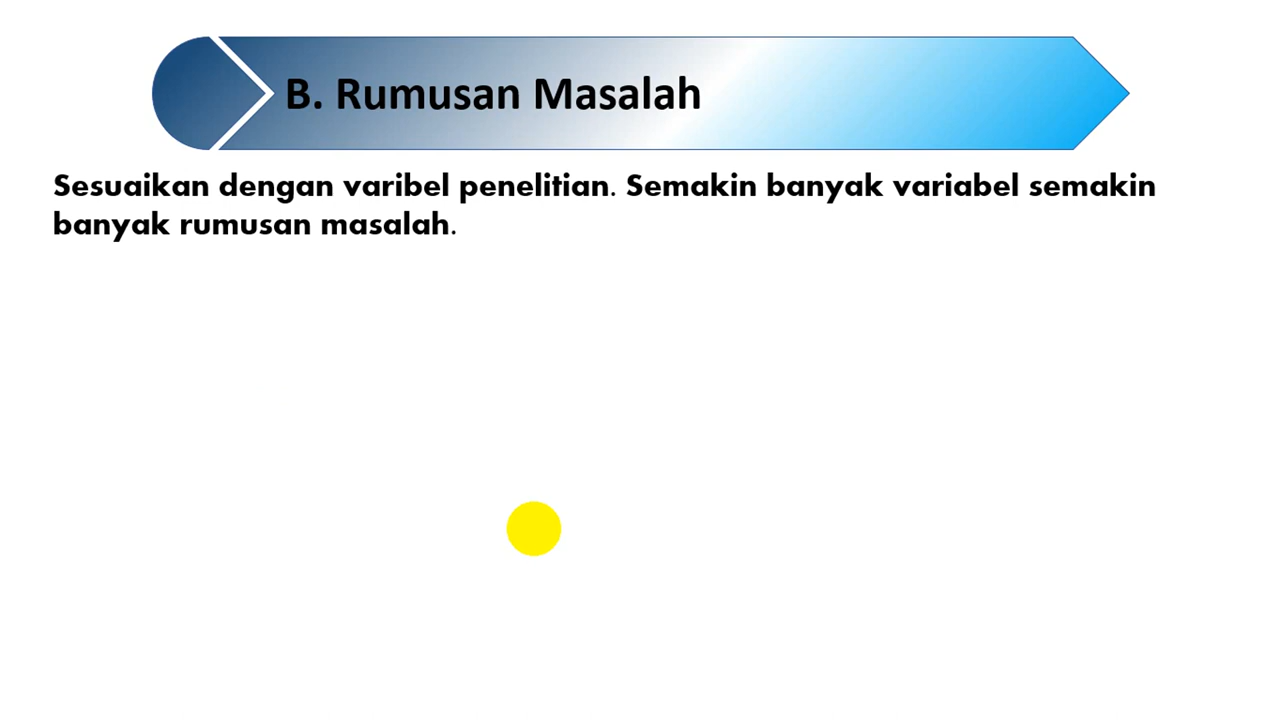 B. Rumusan Masalah
Sesuaikan dengan varibel penelitian. Semakin banyak variabel semakin
banyak rumusan masalah.